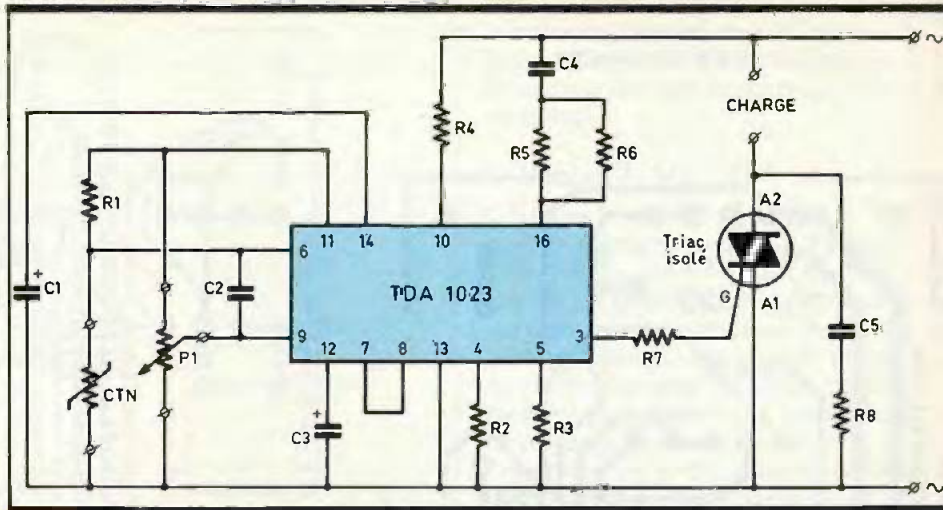 C4
CHARGE
R4
R5
R6
R1
11
14
10
16
A2
Triac
isolé
6
C1
+
C2
TDA 1023
G
A1
P1
9
3
C5
12
7
8
13
4
5
R7
CTN
+
C3
R2
R3
R8